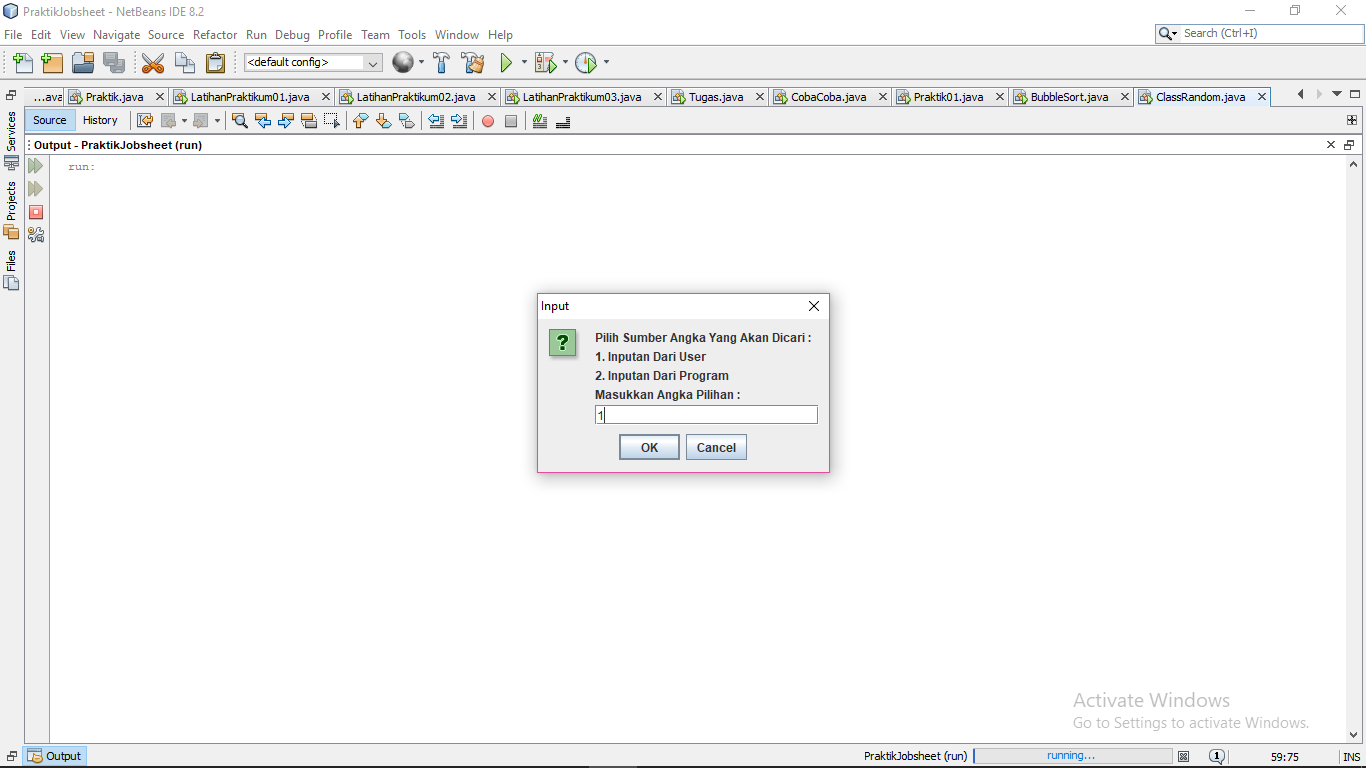 PraktikJobsheet - NetBeans IDE 8.2
File Edit View Navigate Source Refactor Run Debug Profile Team Tools Window Help
Search (Ctrl+I)
<default config>
...ava Praktik.java LatihanPraktikum01.java LatihanPraktikum02.java LatihanPraktikum03.java Tugas.java CobaCoba.java Praktik01.java BubbleSort.java ClassRandom.java
Source History
Output - PraktikJobsheet (run)
run:
Services
Projects
Files
Input
?
Pilih Sumber Angka Yang Akan Dicari :
1. Inputan Dari User
2. Inputan Dari Program
Masukkan Angka Pilihan :
1
OK Cancel
Activate Windows
Go to Settings to activate Windows.
Output
PraktikJobsheet (run) running... 1 59:75 INS